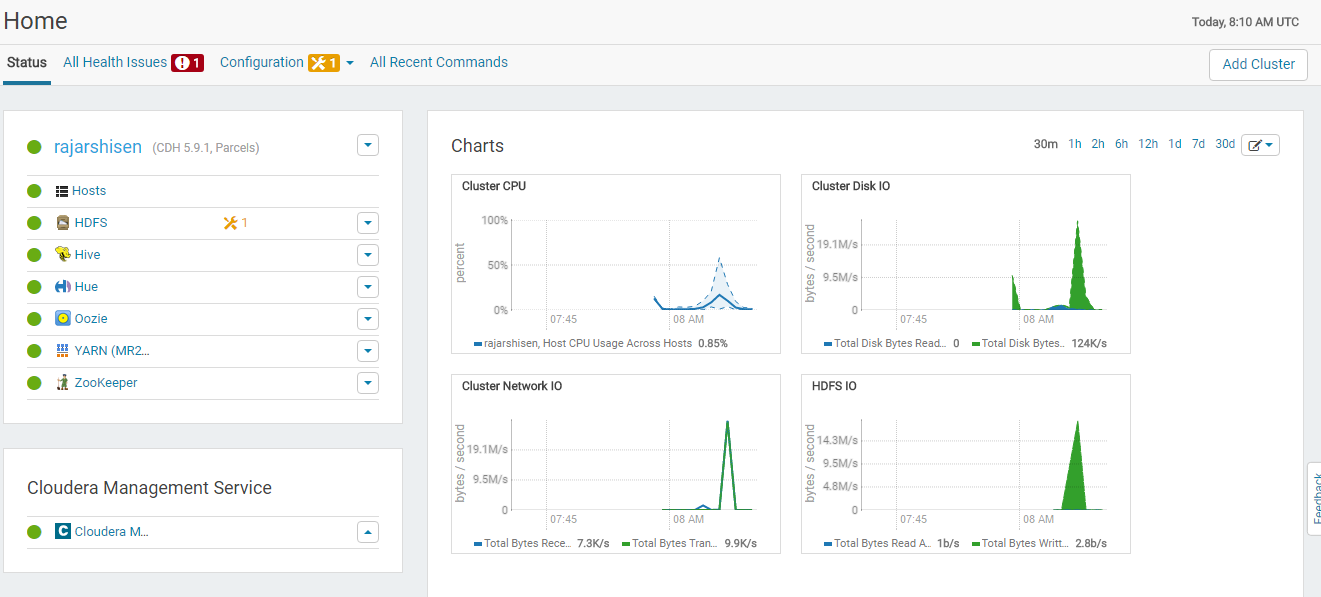 Home
Today, 8:10 AM UTC
Status All Health Issues 1 Configuration 1 All Recent Commands
Add Cluster
rajarshisen (CDH 5.9.1, Parcels)
Hosts
HDFS 1
Hive
Hue
Oozie
YARN (MR2...
ZooKeeper
Cloudera Management Service
C Cloudera M...
Charts
30m 1h 2h 6h 12h 1d 7d 30d
Cluster CPU
percent
100%
50%
0%
07:45 08 AM
rajarshisen, Host CPU Usage Across Hosts 0.85%
Cluster Disk IO
bytes / second
19.1M/s
9.5M/s
0
07:45 08 AM
Total Disk Bytes Read... 0 Total Disk Bytes.. 124K/s
Cluster Network IO
bytes / second
19.1M/s
9.5M/s
0
07:45 08 AM
Total Bytes Rece.. 7.3K/s Total Bytes Tran... 9.9K/s
HDFS IO
bytes / second
14.3M/s
9.5M/s
4.8M/s
0
07:45 08 AM
Total Bytes Read A.. 1b/s Total Bytes Writt... 2.8b/s
Feedback